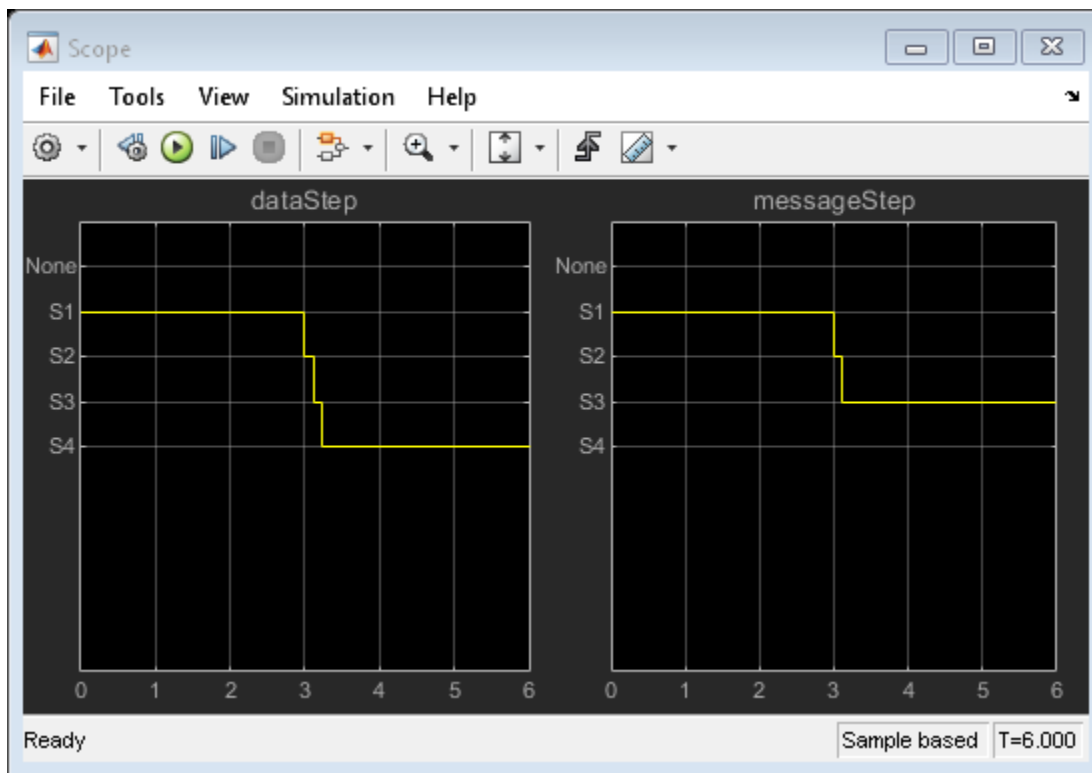 Scope
File Tools View Simulation Help
dataStep
None
S1
S2
S3
S4
0 1 2 3 4 5 6
messageStep
None
S1
S2
S3
S4
0 1 2 3 4 5 6
Ready
Sample based T=6.000